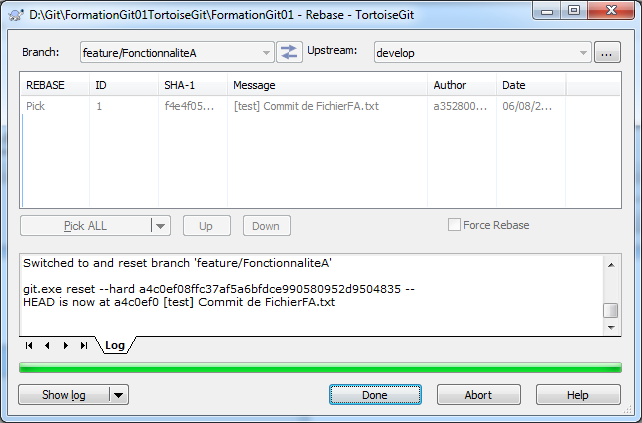 D:\Git\FormationGit01TortoiseGit\FormationGit01 - Rebase - TortoiseGit
Branch: feature/FonctionnaliteA Upstream: develop ...
REBASE ID SHA-1 Message Author Date
Pick 1 f4e4f05... [test] Commit de FichierFA.txt a352800... 06/08/2...
Pick ALL Up Down Force Rebase
Switched to and reset branch 'feature/FonctionnaliteA'
git.exe reset --hard a4c0ef08ffc37af5a6bfdce990580952d9504835 --
HEAD is now at a4c0ef0 [test] Commit de FichierFA.txt
Log
Show log Done Abort Help